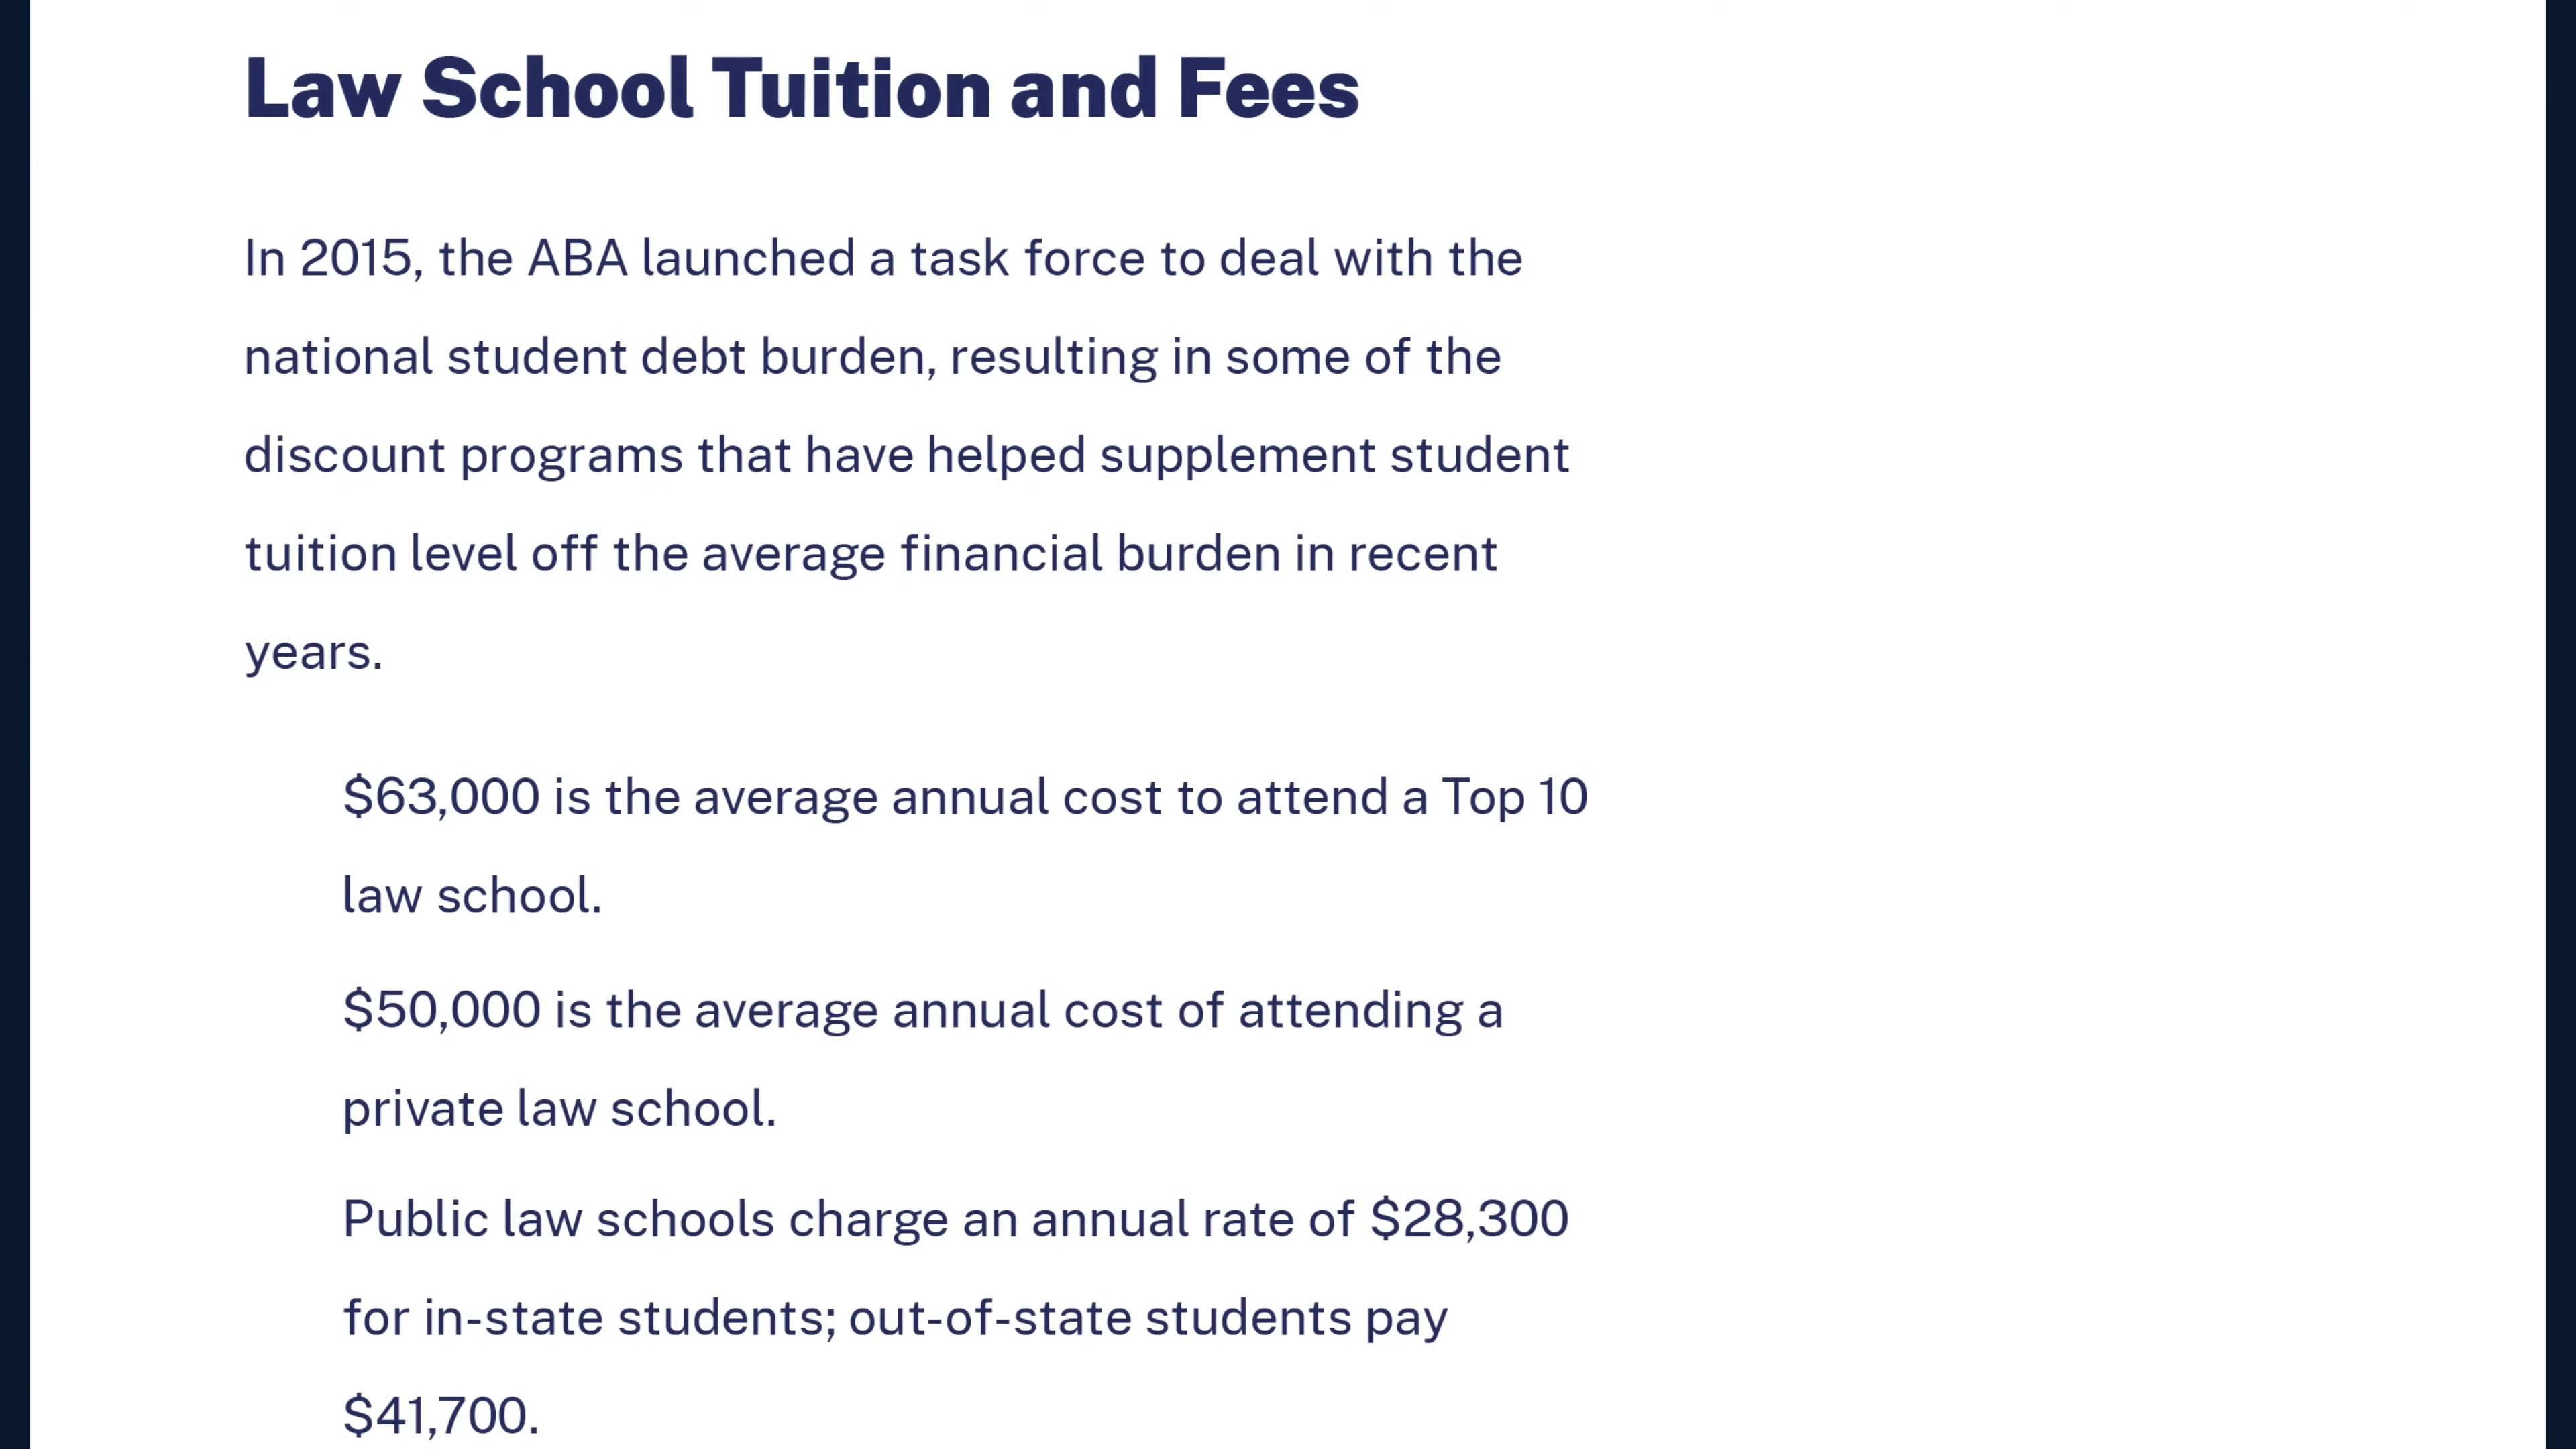 Law School Tuition and Fees
In 2015, the ABA launched a task force to deal with the
national student debt burden, resulting in some of the
discount programs that have helped supplement student
tuition level off the average financial burden in recent
years.
$63,000 is the average annual cost to attend a Top 10
law school.
$50,000 is the average annual cost of attending a
private law school.
Public law schools charge an annual rate of $28,300
for in-state students; out-of-state students pay
$41,700.